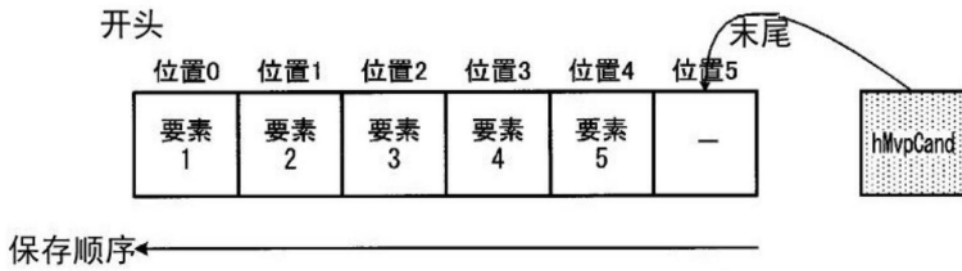 开头
末尾
位置0 位置1 位置2 位置3 位置4 位置5
要素 要素 要素 要素 要素 — hMvpCand
1 2 3 4 5
保存顺序